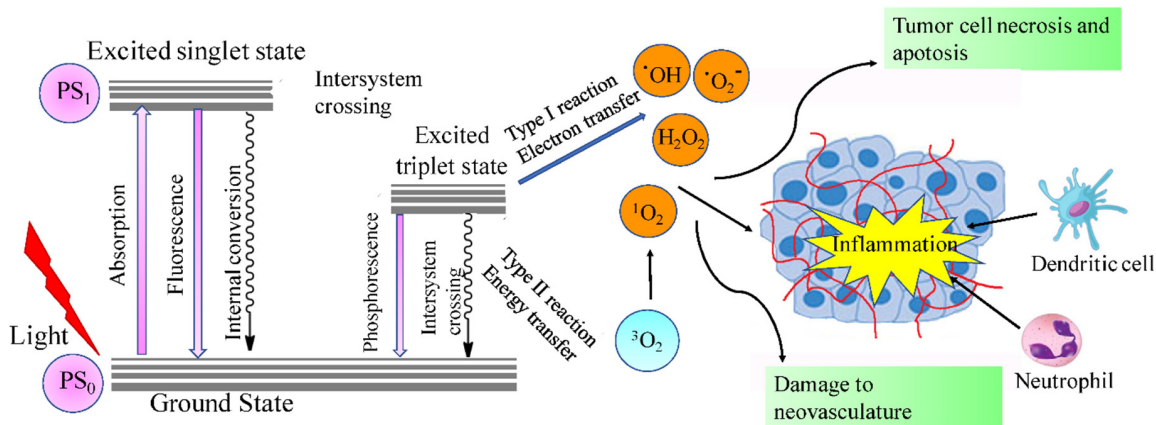 Excited singlet state
PS1
Intersystem
crossing
Absorption
Fluorescence
Internal conversion
Light
PS0
Ground State
Excited
triplet state
Phosphorescence
Intersystem
crossing
Type I reaction
Electron transfer
Type II reaction
Energy transfer
·OH
·O2-
H2O2
1O2
3O2
Tumor cell necrosis and
apotosis
Inflammation
Dendritic cell
Neutrophil
Damage to
neovasculature